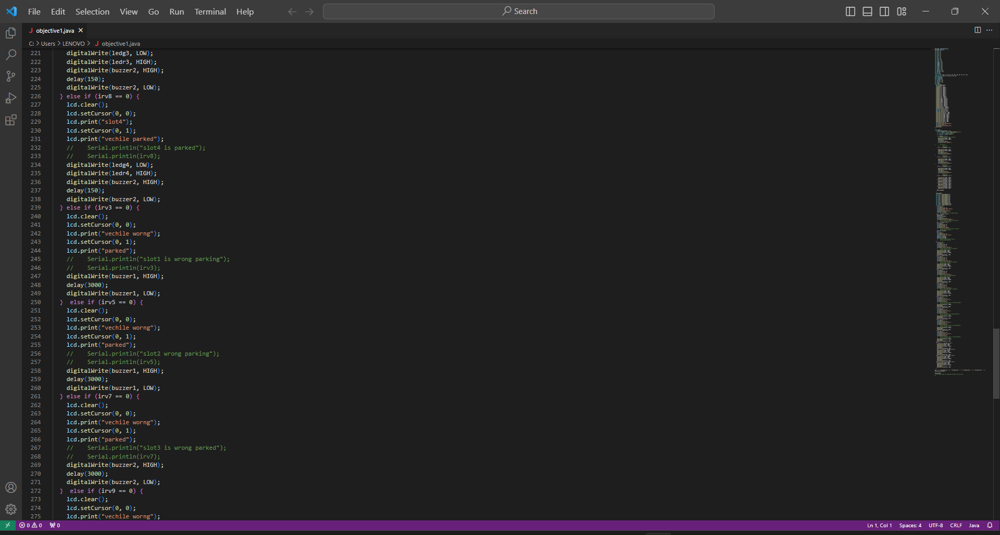 File Edit Selection View Go Run Terminal Help
Search
objective1.java
C: > Users > LENOVO > objective1.java
221 digitalWrite(ledg3, LOW);
222 digitalWrite(ledr3, HIGH);
223 digitalWrite(buzzer2, HIGH);
224 delay(150);
225 digitalWrite(buzzer2, LOW);
226 } else if (irv8 == 0) {
227 lcd.clear();
228 lcd.setCursor(0, 0);
229 lcd.print("slot4");
230 lcd.setCursor(0, 1);
231 lcd.print("vechile parked");
232 //    Serial.println("slot4 is parked");
233 //    Serial.println(irv8);
234 digitalWrite(ledg4, LOW);
235 digitalWrite(ledr4, HIGH);
236 digitalWrite(buzzer2, HIGH);
237 delay(150);
238 digitalWrite(buzzer2, LOW);
239 } else if (irv3 == 0) {
240 lcd.clear();
241 lcd.setCursor(0, 0);
242 lcd.print("vechile worng");
243 lcd.setCursor(0, 1);
244 lcd.print("parked");
245 //    Serial.println("slot1 is wrong parking");
246 //    Serial.println(irv3);
247 digitalWrite(buzzer1, HIGH);
248 delay(3000);
249 digitalWrite(buzzer1, LOW);
250 }  else if (irv5 == 0) {
251 lcd.clear();
252 lcd.setCursor(0, 0);
253 lcd.print("vechile worng");
254 lcd.setCursor(0, 1);
255 lcd.print("parked");
256 //    Serial.println("slot2 wrong parking");
257 //    Serial.println(irv5);
258 digitalWrite(buzzer1, HIGH);
259 delay(3000);
260 digitalWrite(buzzer1, LOW);
261 } else if (irv7 == 0) {
262 lcd.clear();
263 lcd.setCursor(0, 0);
264 lcd.print("vechile worng");
265 lcd.setCursor(0, 1);
266 lcd.print("parked");
267 //    Serial.println("slot3 is wrong parked");
268 //    Serial.println(irv7);
269 digitalWrite(buzzer2, HIGH);
270 delay(3000);
271 digitalWrite(buzzer2, LOW);
272 }  else if (irv9 == 0) {
273 lcd.clear();
274 lcd.setCursor(0, 0);
275 lcd.print("vechile worng");
0 0 0 Ln 1, Col 1 Spaces: 4 UTF-8 CRLF Java